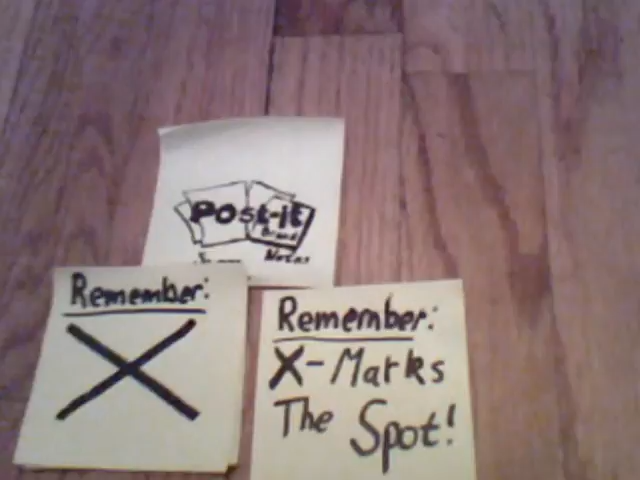 Post-it
Brand
Notes
Remember:
X
Remember:
X-Marks
The Spot!